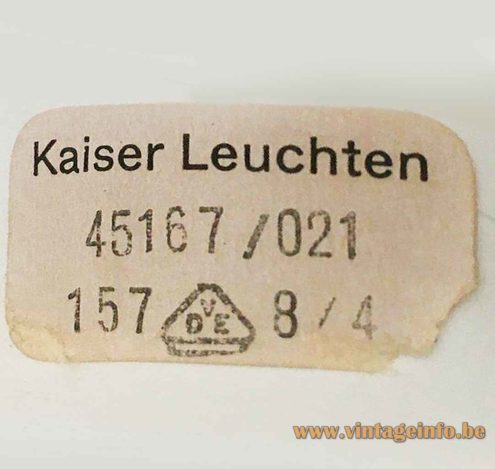 Kaiser Leuchten
45167/021
157 VDE 8/4
www.vintageinfo.be